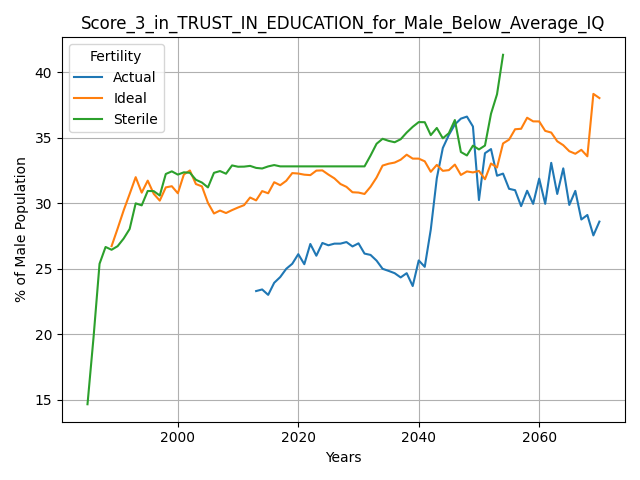 Score_3_in_TRUST_IN_EDUCATION_for_Male_Below_Average_IQ
Fertility
Actual
Ideal
Sterile
% of Male Population
40
35
30
25
20
15
2000
2020
2040
2060
Years